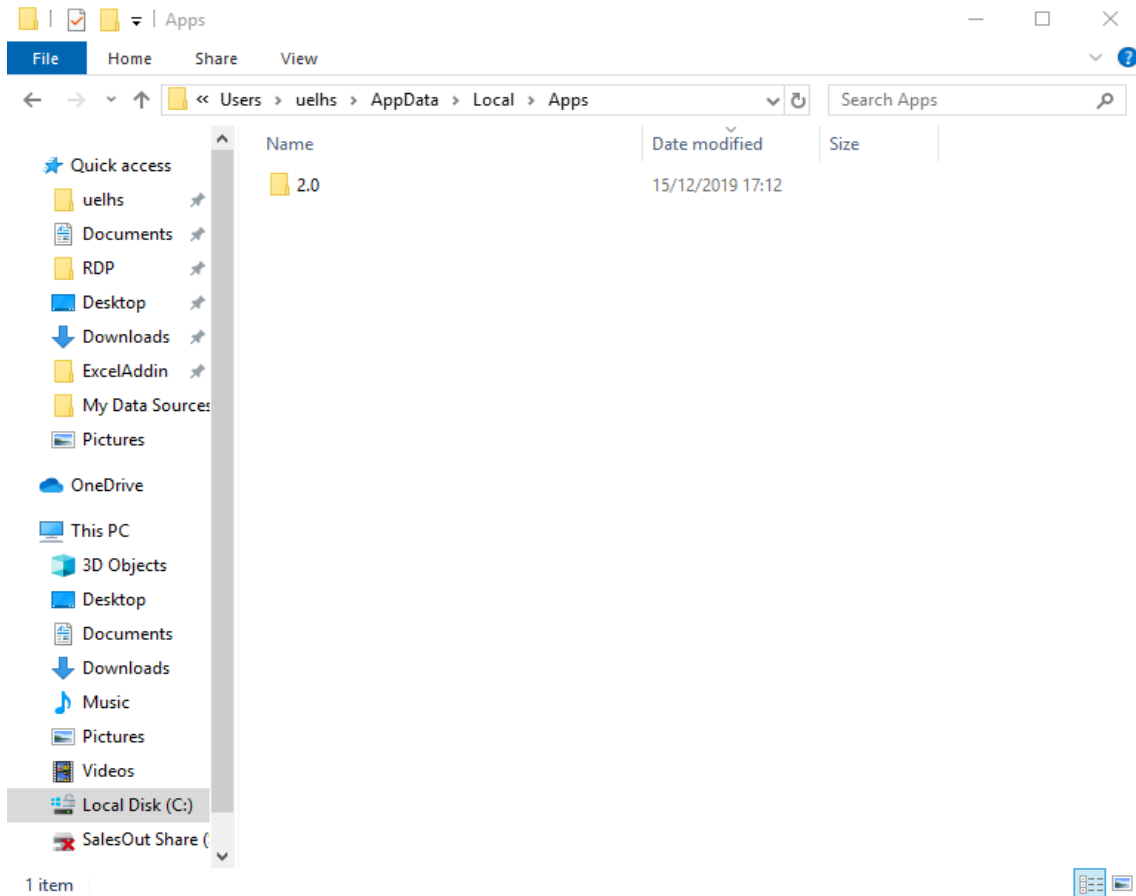 Apps
File Home Share View
« Users > uelhs > AppData > Local > Apps Search Apps
Name Date modified Size
2.0 15/12/2019 17:12
Quick access
uelhs
Documents
RDP
Desktop
Downloads
ExcelAddin
My Data Sources
Pictures
OneDrive
This PC
3D Objects
Desktop
Documents
Downloads
Music
Pictures
Videos
Local Disk (C:)
SalesOut Share (
1 item